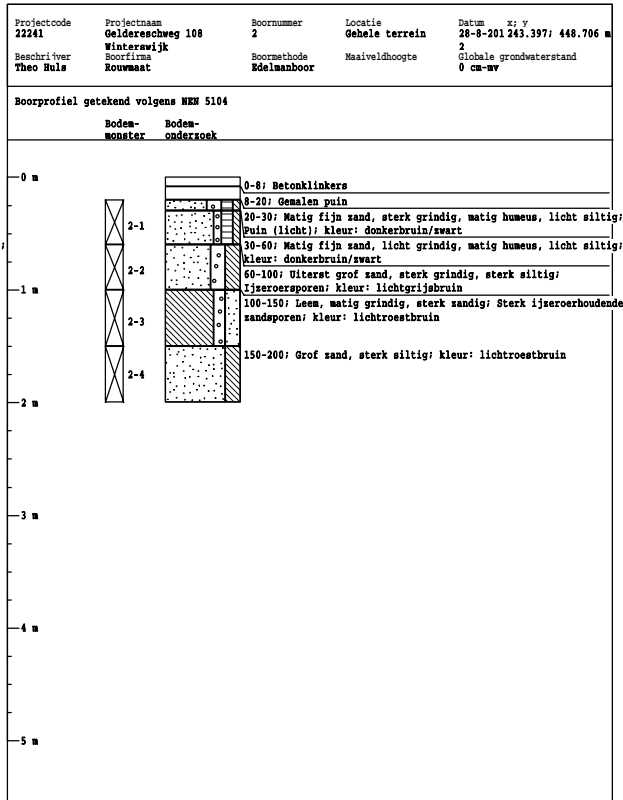 Projectcode Projectnaam Boornummer Locatie Datum x; y
22241 Geldereschweg 108 2 Gehele terrein 28-8-201 243.397; 448.706 m
Winterswijk 2
Beschrijver Boorfirma Boormethode Maaiveldhoogte Globale grondwaterstand
Theo Huls Rouwmaat Edelmanboor 0 cm-mv
Boorprofiel getekend volgens NEN 5104
Bodem- Bodem-
monster onderzoek
0 m
0-8; Betonklinkers
8-20; Gemalen puin
20-30; Matig fijn zand, sterk grindig, matig humeus, licht siltig;
2-1
Puin (licht); kleur: donkerbruin/zwart
;
30-60; Matig fijn zand, licht grindig, matig humeus, licht siltig;
kleur: donkerbruin/zwart
2-2
60-100; Uiterst grof zand, sterk grindig, sterk siltig;
Ijzeroersporen; kleur: lichtgrijsbruin
1 m
100-150; Leem, matig grindig, sterk zandig; Sterk ijzeroerhoudende
zandsporen; kleur: lichtroestbruin
2-3
150-200; Grof zand, sterk siltig; kleur: lichtroestbruin
2-4
2 m
3 m
4 m
5 m